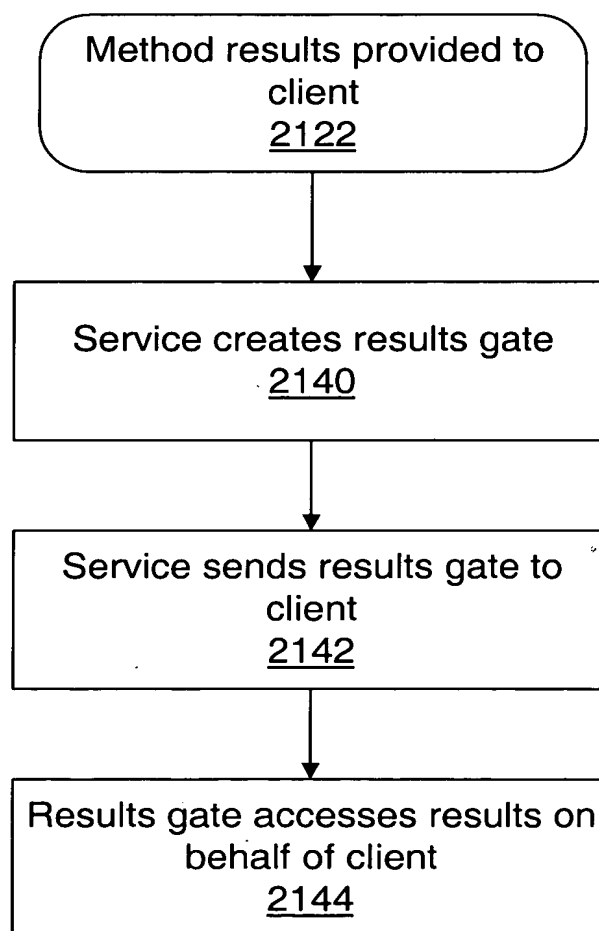 Method results provided to
client
2122
Service creates results gate
2140
Service sends results gate to
client
2142
Results gate accesses results on
behalf of client
2144